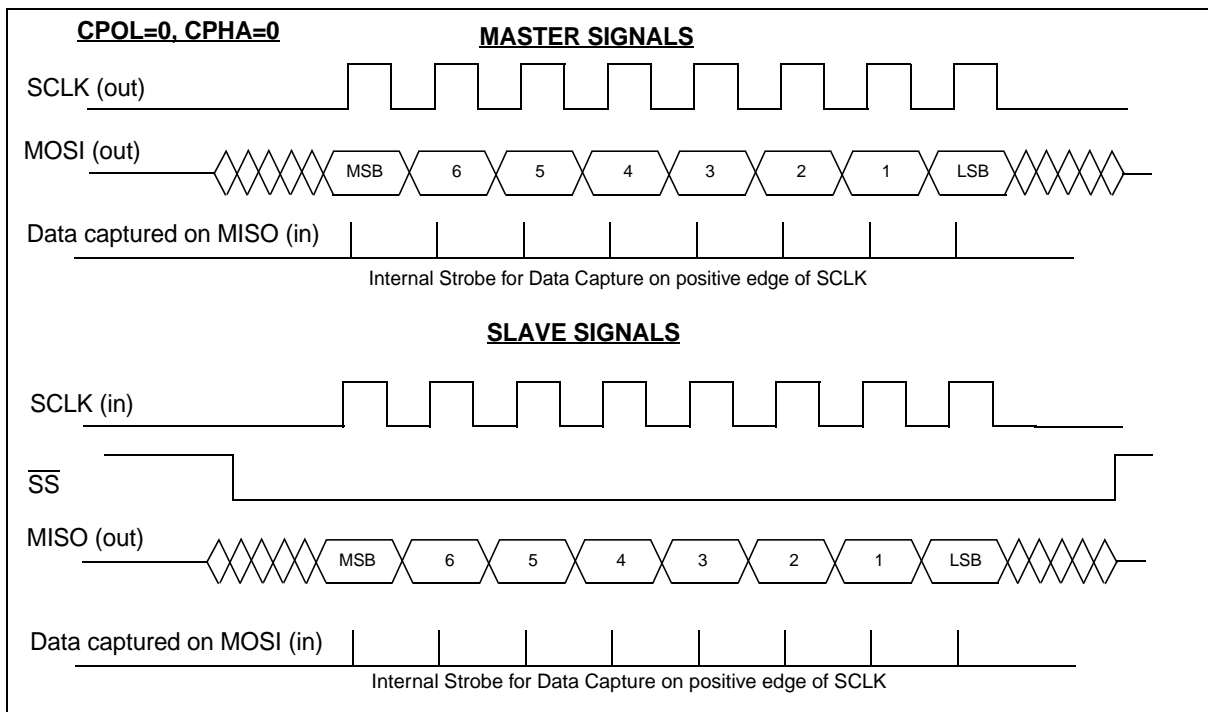 CPOL=0, CPHA=0
MASTER SIGNALS
SCLK (out)
MOSI (out)
MSB 6 5 4 3 2 1 LSB
Data captured on MISO (in)
Internal Strobe for Data Capture on positive edge of SCLK
SLAVE SIGNALS
SCLK (in)
SS
MISO (out)
MSB 6 5 4 3 2 1 LSB
Data captured on MOSI (in)
Internal Strobe for Data Capture on positive edge of SCLK